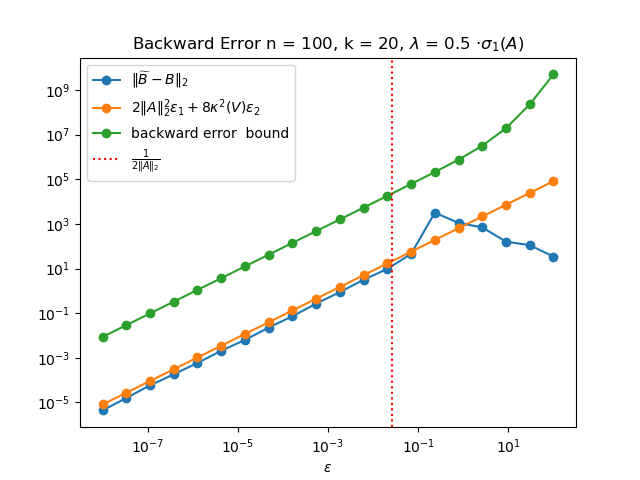 Backward Error n = 100, k = 20, λ = 0.5 ·σ₁(A)
‖B̃ − B‖₂
2‖A‖₂²ε₁ + 8κ²(V)ε₂
backward error  bound
1/(2‖A‖₂)
10⁹
10⁷
10⁵
10³
10¹
10⁻¹
10⁻³
10⁻⁵
10⁻⁷ 10⁻⁵ 10⁻³ 10⁻¹ 10¹
ε